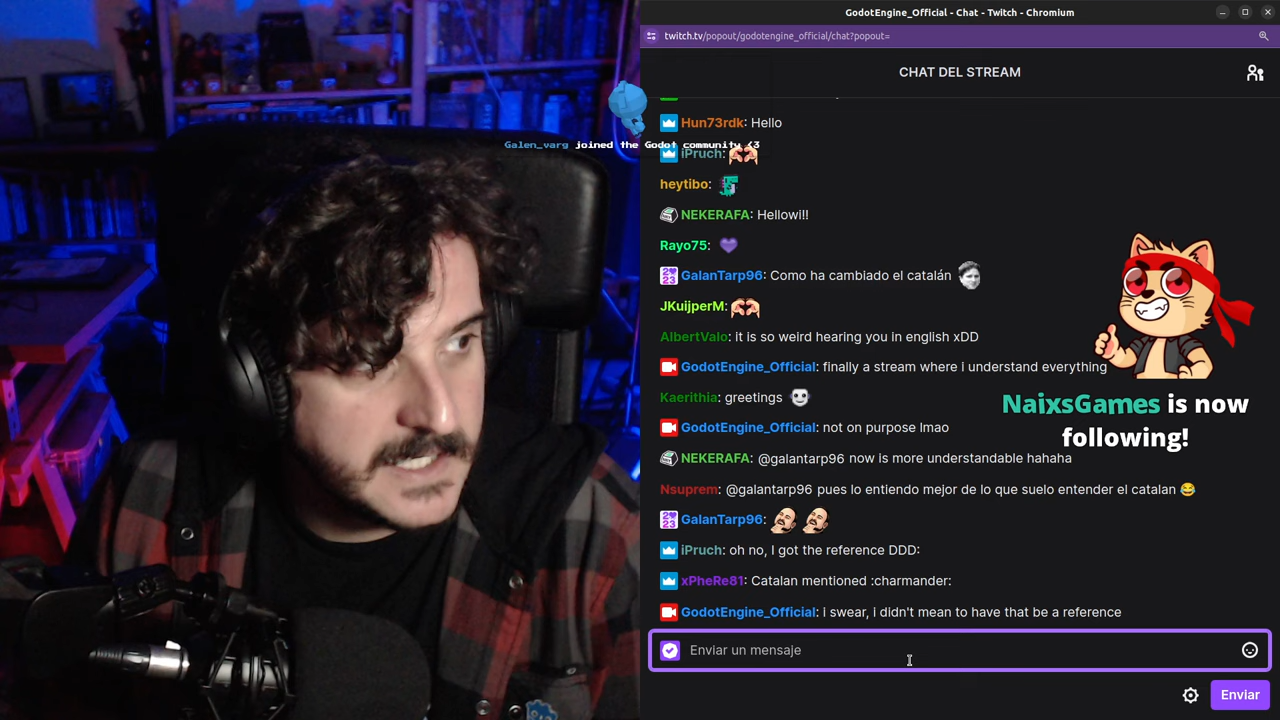 GodotEngine_Official - Chat - Twitch - Chromium
twitch.tv/popout/godotengine_official/chat?popout=
CHAT DEL STREAM
Hun73rdk: Hello
Galen_varg joined the Godot community <3
iPruch:
heytibo:
NEKERAFA: Hellowi!!
Rayo75:
2023 GalanTarp96: Como ha cambiado el catalán
JKuijperM:
AlbertValo: it is so weird hearing you in english xDD
GodotEngine_Official: finally a stream where I understand everything
Kaerithia: greetings
NaixsGames is now
following!
GodotEngine_Official: not on purpose lmao
NEKERAFA: @galantarp96 now is more understandable hahaha
Nsuprem: @galantarp96 pues lo entiendo mejor de lo que suelo entender el catalan 😂
2023 GalanTarp96:
iPruch: oh no, I got the reference DDD:
xPheRe81: Catalan mentioned :charmander:
GodotEngine_Official: i swear, i didn't mean to have that be a reference
Enviar un mensaje
Enviar